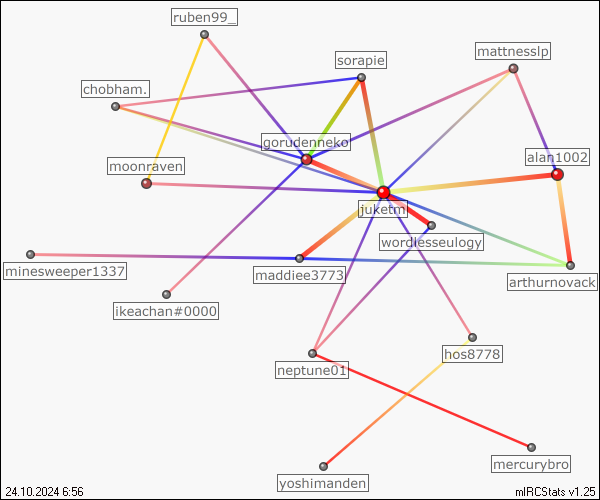 ruben99_
mattnesslp
sorapie
chobham.
gorudenneko
alan1002
moonraven
juketm
wordlesseulogy
minesweeper1337
maddiee3773
arthurnovack
ikeachan#0000
hos8778
neptune01
mercurybro
yoshimanden
24.10.2024 6:56
mIRCStats v1.25